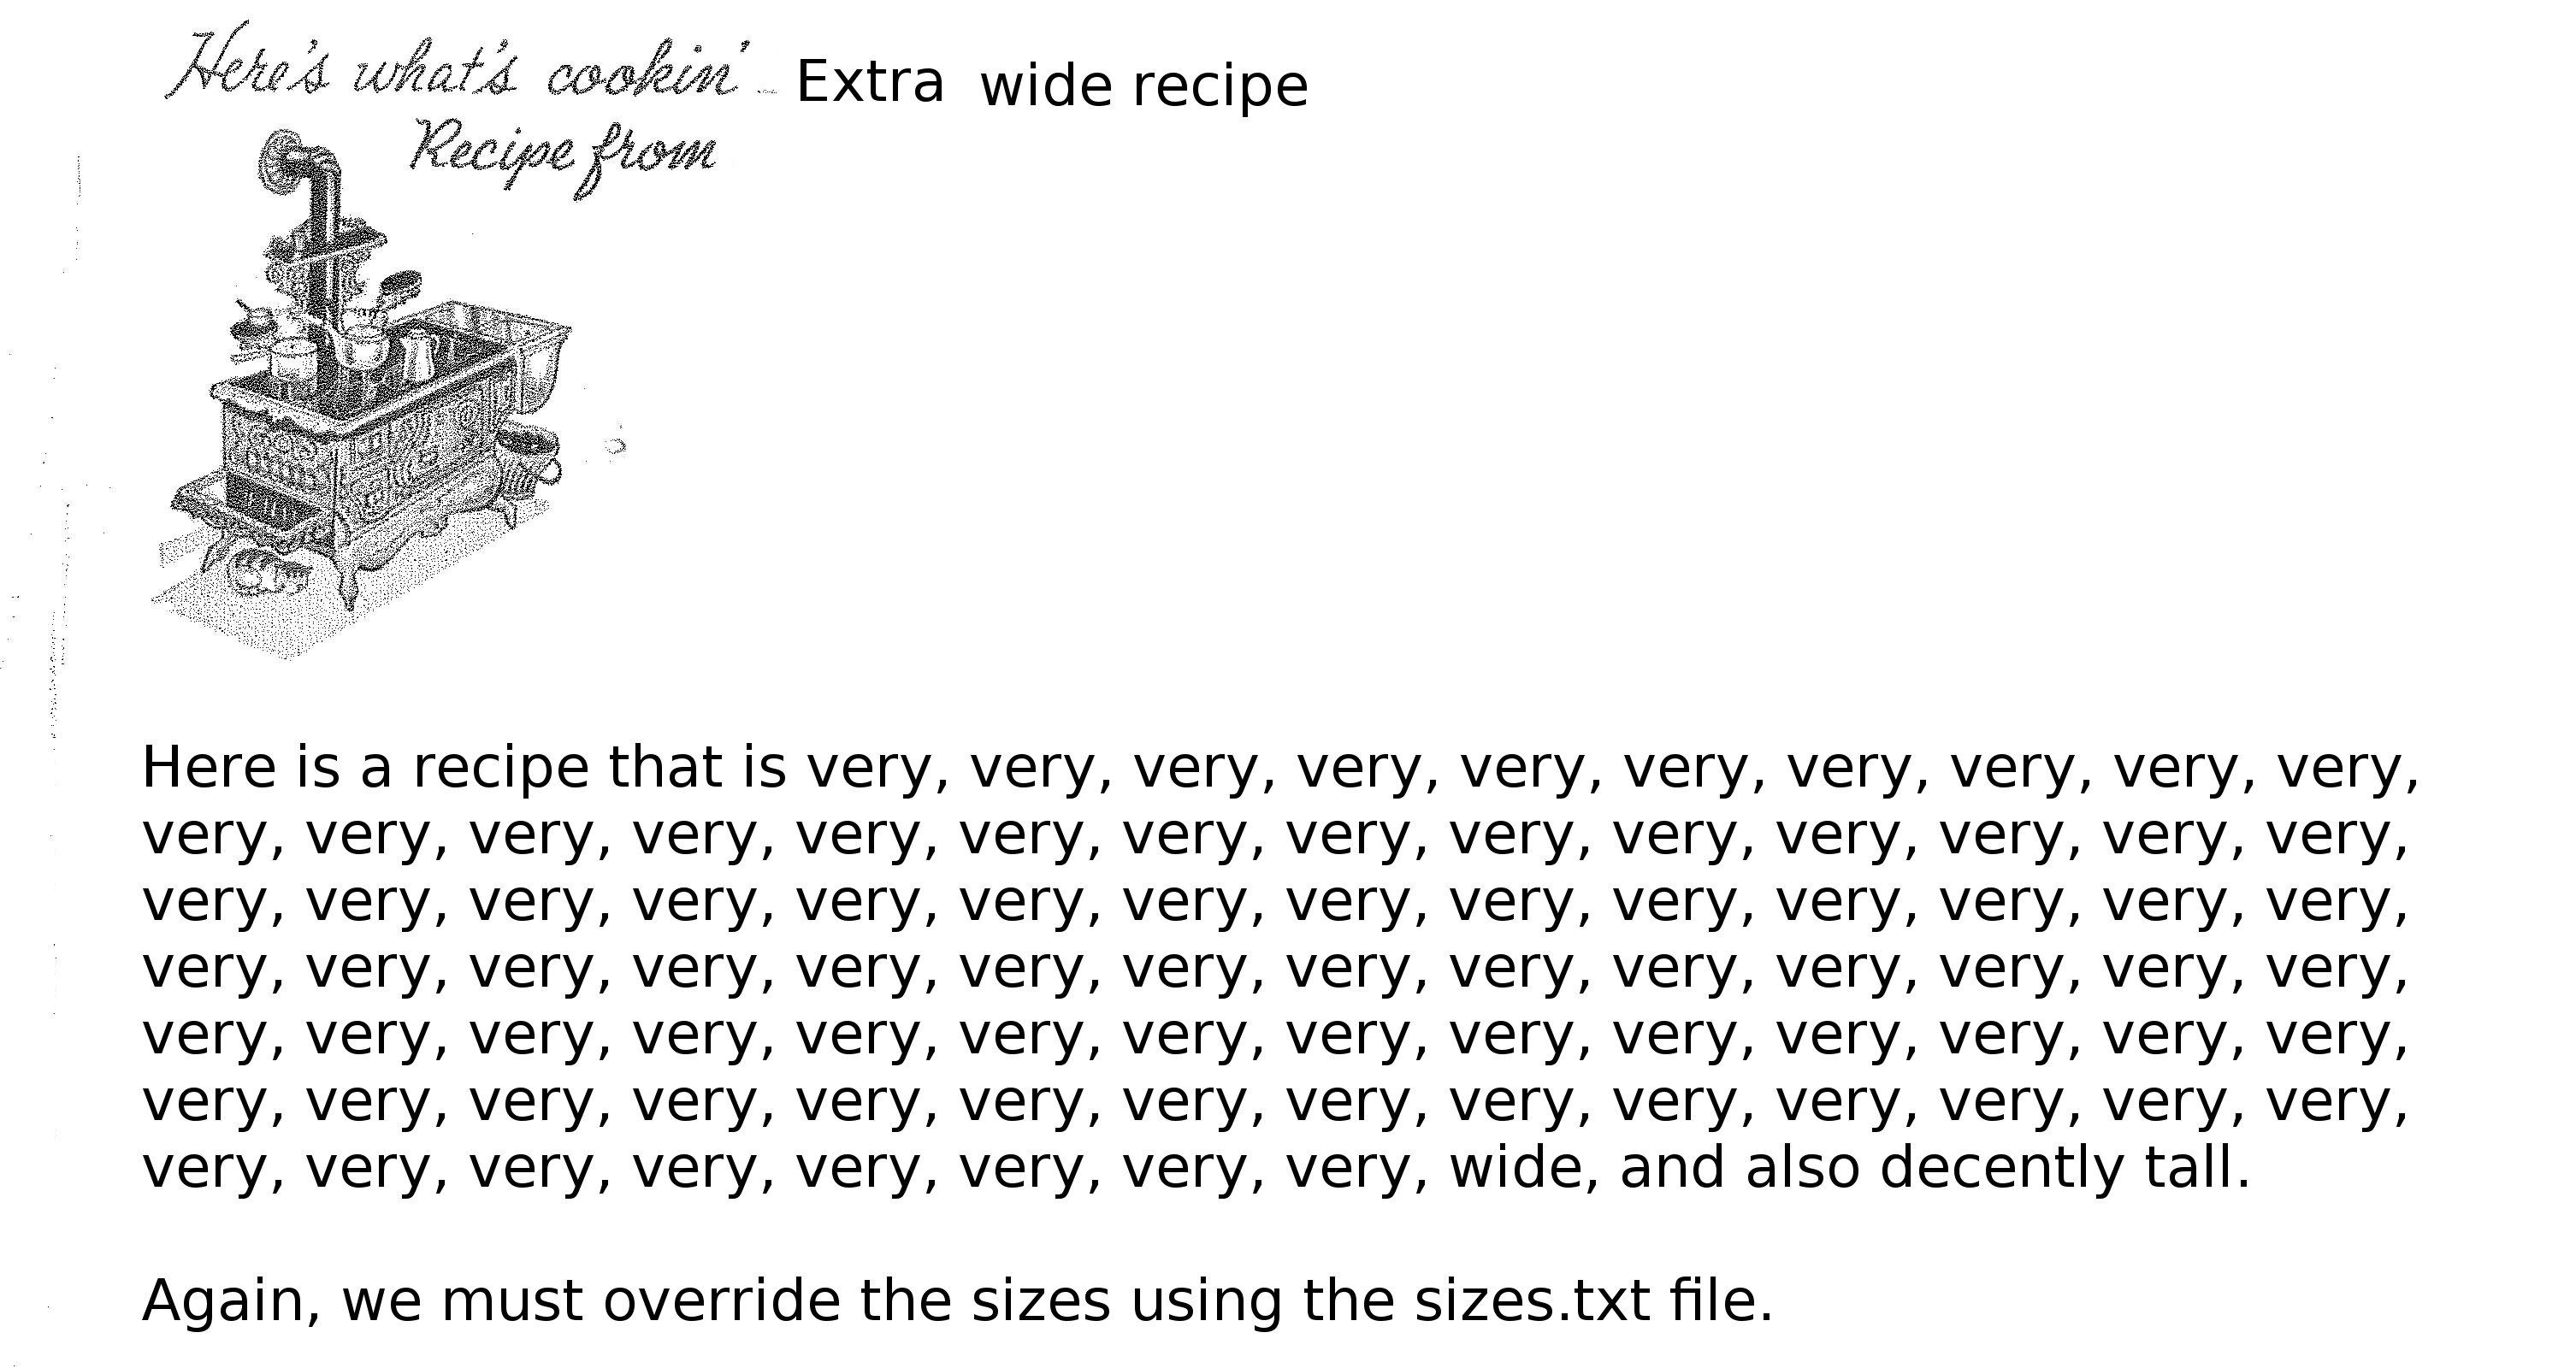 Here's what's cookin' Extra wide recipe
Recipe from
Here is a recipe that is very, very, very, very, very, very, very, very, very, very,
very, very, very, very, very, very, very, very, very, very, very, very, very, very,
very, very, very, very, very, very, very, very, very, very, very, very, very, very,
very, very, very, very, very, very, very, very, very, very, very, very, very, very,
very, very, very, very, very, very, very, very, very, very, very, very, very, very,
very, very, very, very, very, very, very, very, very, very, very, very, very, very,
very, very, very, very, very, very, very, very, wide, and also decently tall.
Again, we must override the sizes using the sizes.txt file.